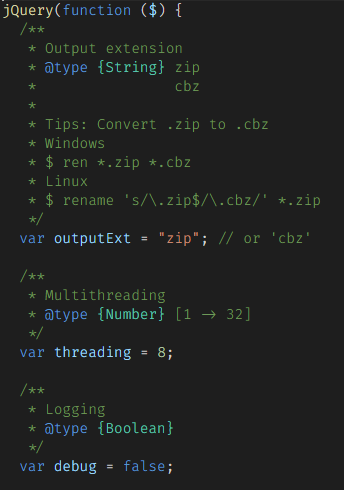 jQuery(function ($) {
/**
* Output extension
* @type {String} zip
* cbz
*
* Tips: Convert .zip to .cbz
* Windows
* $ ren *.zip *.cbz
* Linux
* $ rename 's/\.zip$/\.cbz/' *.zip
*/
var outputExt = "zip"; // or 'cbz'
/**
* Multithreading
* @type {Number} [1 -> 32]
*/
var threading = 8;
/**
* Logging
* @type {Boolean}
*/
var debug = false;